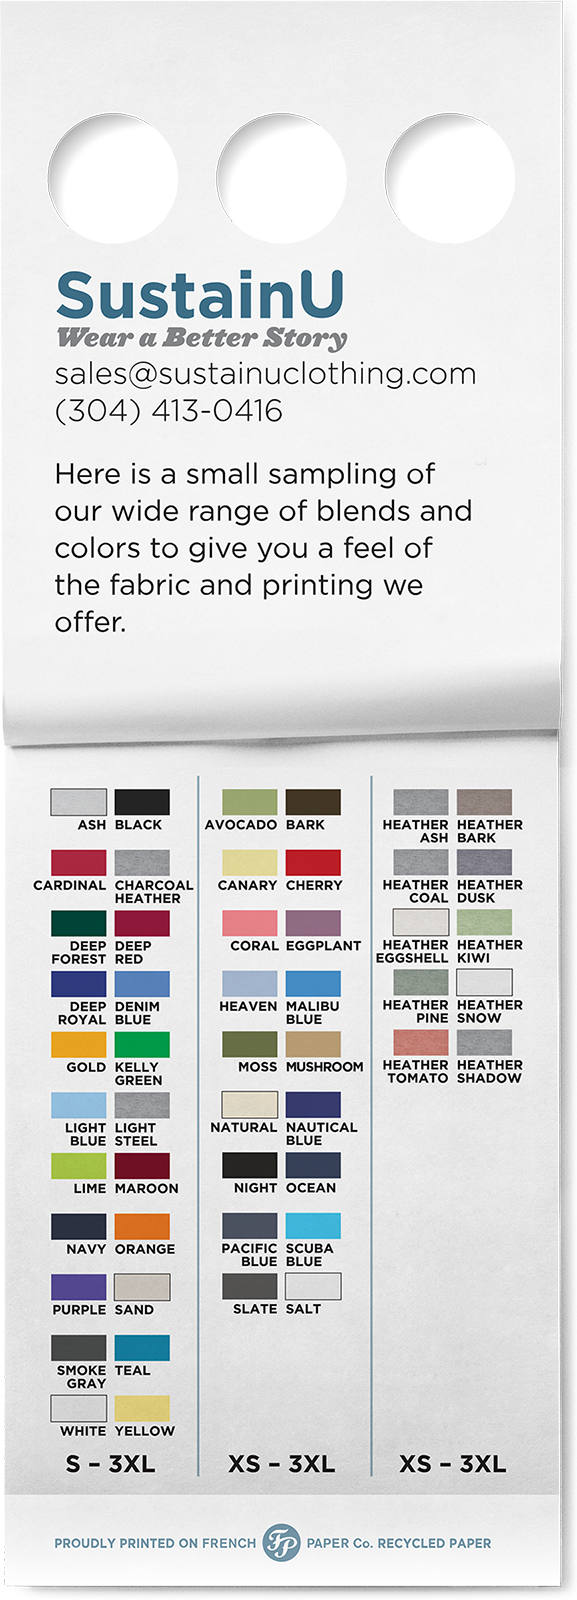 SustainU
Wear a Better Story
sales@sustainuclothing.com
(304) 413-0416
Here is a small sampling of
our wide range of blends and
colors to give you a feel of
the fabric and printing we
offer.
ASH BLACK
CARDINAL CHARCOAL
HEATHER
DEEP DEEP
FOREST RED
DEEP DENIM
ROYAL BLUE
GOLD KELLY
GREEN
LIGHT LIGHT
BLUE STEEL
LIME MAROON
NAVY ORANGE
PURPLE SAND
SMOKE TEAL
GRAY
WHITE YELLOW
S – 3XL
AVOCADO BARK
CANARY CHERRY
CORAL EGGPLANT
HEAVEN MALIBU
BLUE
MOSS MUSHROOM
NATURAL NAUTICAL
BLUE
NIGHT OCEAN
PACIFIC SCUBA
BLUE BLUE
SLATE SALT
XS – 3XL
HEATHER HEATHER
ASH BARK
HEATHER HEATHER
COAL DUSK
HEATHER HEATHER
EGGSHELL KIWI
HEATHER HEATHER
PINE SNOW
HEATHER HEATHER
TOMATO SHADOW
XS – 3XL
PROUDLY PRINTED ON FRENCH FP PAPER Co. RECYCLED PAPER